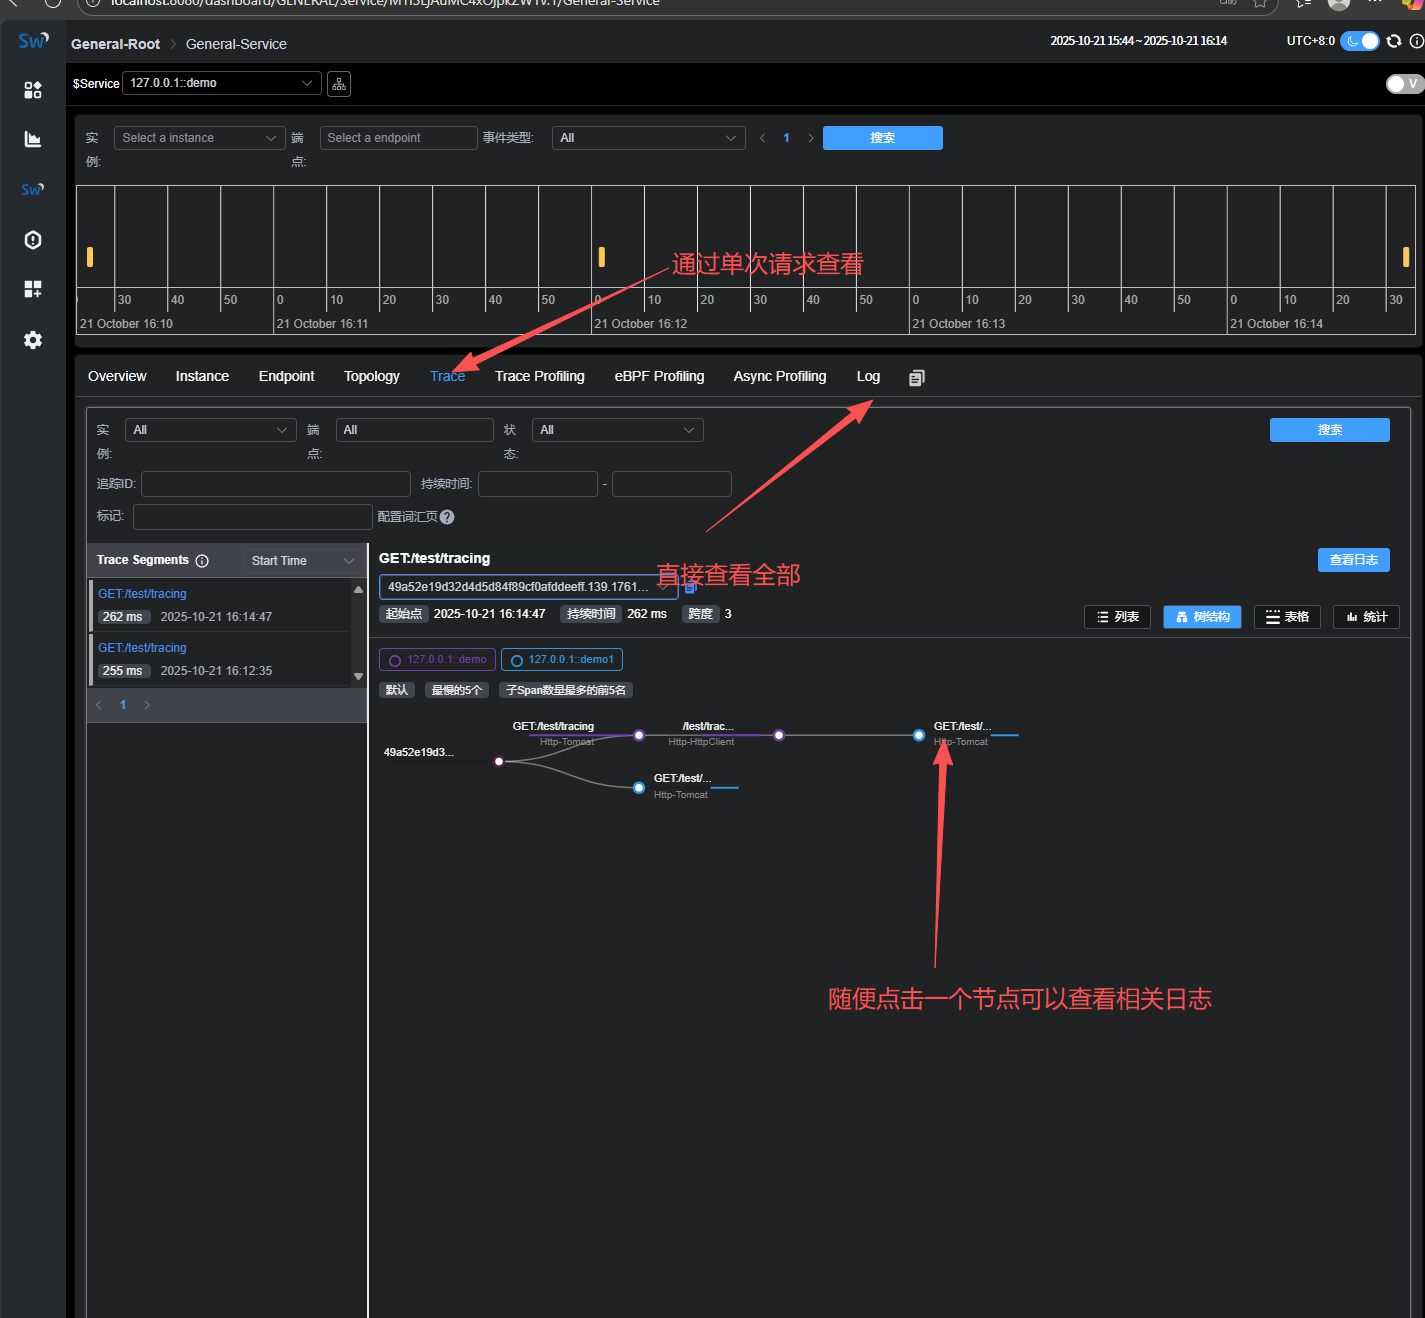 Sw
General-Root
General-Service
2025-10-21 15:44 ~ 2025-10-21 16:14
UTC+8:0
$Service
127.0.0.1::demo
V
实例:
Select a instance
端点:
Select a endpoint
事件类型:
All
1
搜索
Sw
通过单次请求查看
30 40 50 0 10 20 30 40 50 0 10 20 30 40 50 0 10 20 30 40 50 0 10 20 30
21 October 16:10
21 October 16:11
21 October 16:12
21 October 16:13
21 October 16:14
Overview
Instance
Endpoint
Topology
Trace
Trace Profiling
eBPF Profiling
Async Profiling
Log
实例:
All
端点:
All
状态:
All
搜索
追踪ID:
持续时间:
-
标记:
配置词汇页
Trace Segments
Start Time
GET:/test/tracing
262 ms
2025-10-21 16:14:47
GET:/test/tracing
255 ms
2025-10-21 16:12:35
1
GET:/test/tracing
查看日志
49a52e19d32d4d5d84f89cf0afddeeff.139.1761...
直接查看全部
起始点
2025-10-21 16:14:47
持续时间
262 ms
跨度
3
列表
树结构
表格
统计
127.0.0.1::demo
127.0.0.1::demo1
默认
最慢的5个
子Span数量最多的前5名
49a52e19d3...
GET:/test/tracing
Http-Tomcat
/test/trac...
Http-HttpClient
GET:/test/...
Http-Tomcat
GET:/test/...
Http-Tomcat
随便点击一个节点可以查看相关日志